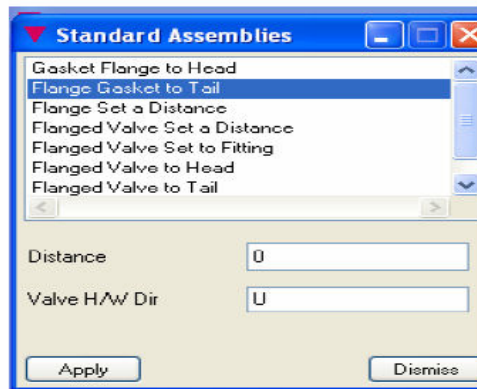 Standard Assemblies
Gasket Flange to Head
Flange Gasket to Tail
Flange Set a Distance
Flanged Valve Set a Distance
Flanged Valve Set to Fitting
Flanged Valve to Head
Flanged Valve to Tail
Distance 0
Valve H/W Dir U
Apply Dismiss